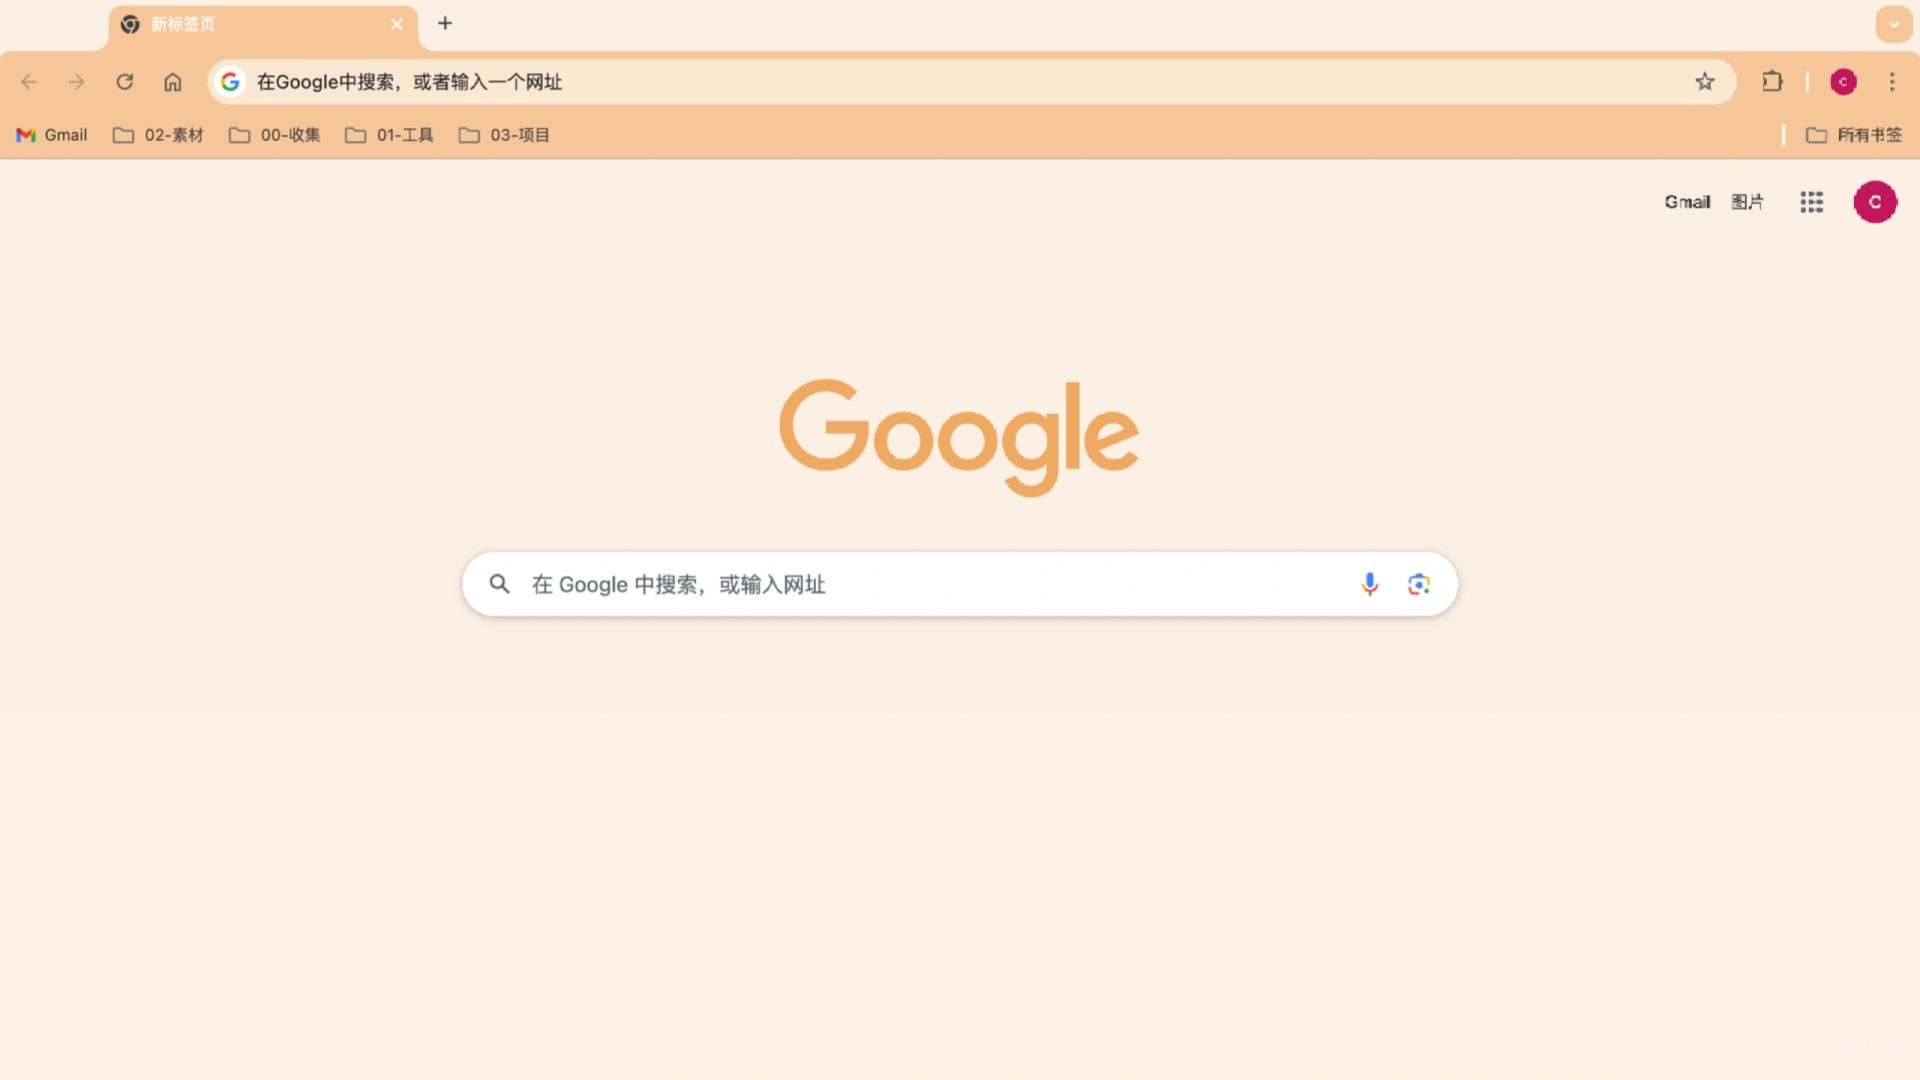 新标签页
在Google中搜索，或者输入一个网址
Gmail 02-素材 00-收集 01-工具 03-项目 所有书签
Gmail 图片 C
Google
在 Google 中搜索，或输入网址